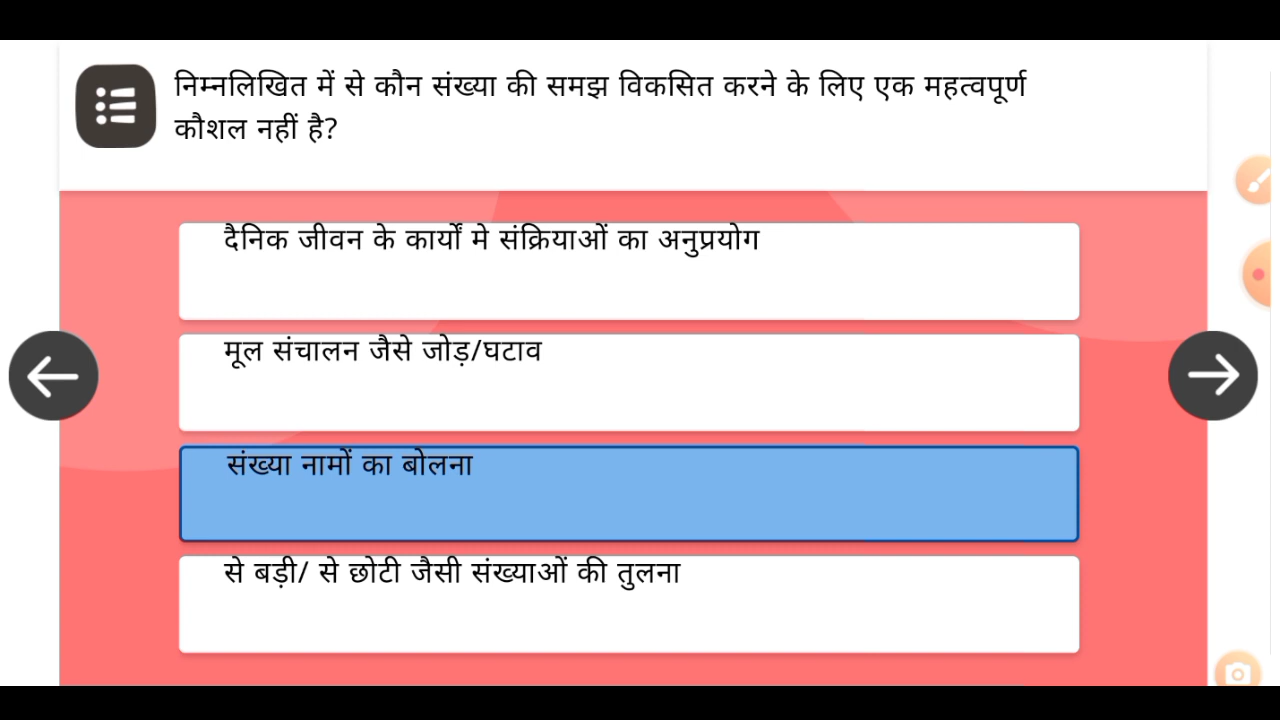 निम्नलिखित में से कौन संख्या की समझ विकसित करने के लिए एक महत्वपूर्ण
कौशल नहीं है?
दैनिक जीवन के कार्यों मे संक्रियाओं का अनुप्रयोग
मूल संचालन जैसे जोड़/घटाव
संख्या नामों का बोलना
से बड़ी/ से छोटी जैसी संख्याओं की तुलना